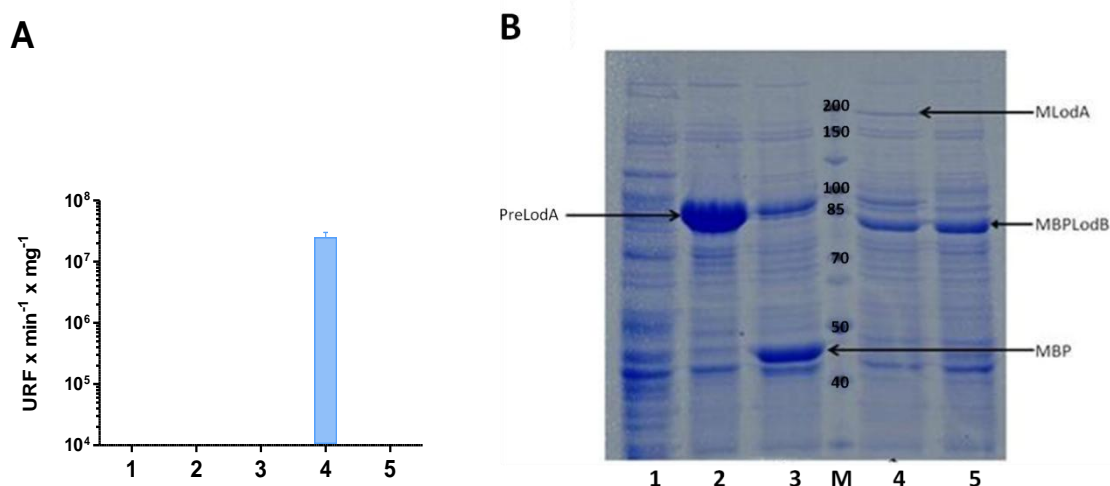 A
URF x min-1 x mg-1
10⁸
10⁷
10⁶
10⁵
10⁴
1 2 3 4 5
B
200
150
100
85
70
50
40
MLodA
PreLodA
MBPLodB
MBP
1 2 3 M 4 5